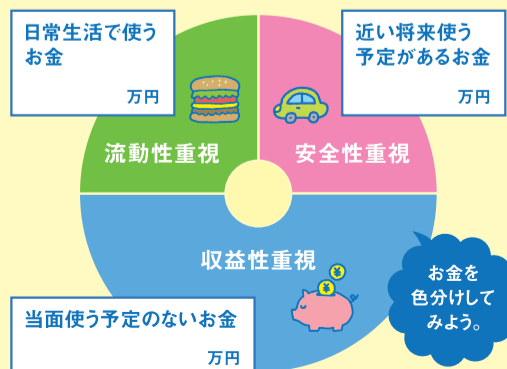 日常生活で使う
お金
万円
近い将来使う
予定があるお金
万円
流動性重視
安全性重視
収益性重視
¥
¥
お金を
色分けして
みよう。
当面使う予定のないお金
万円